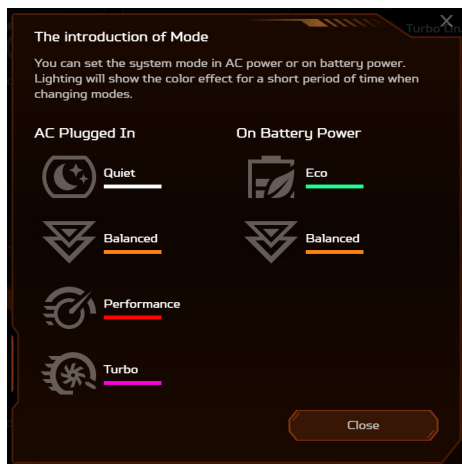 Turbo On
The introduction of Mode
You can set the system mode in AC power or on battery power.
Lighting will show the color effect for a short period of time when
changing modes.
AC Plugged In
On Battery Power
Quiet
Eco
Balanced
Balanced
Performance
Turbo
Close